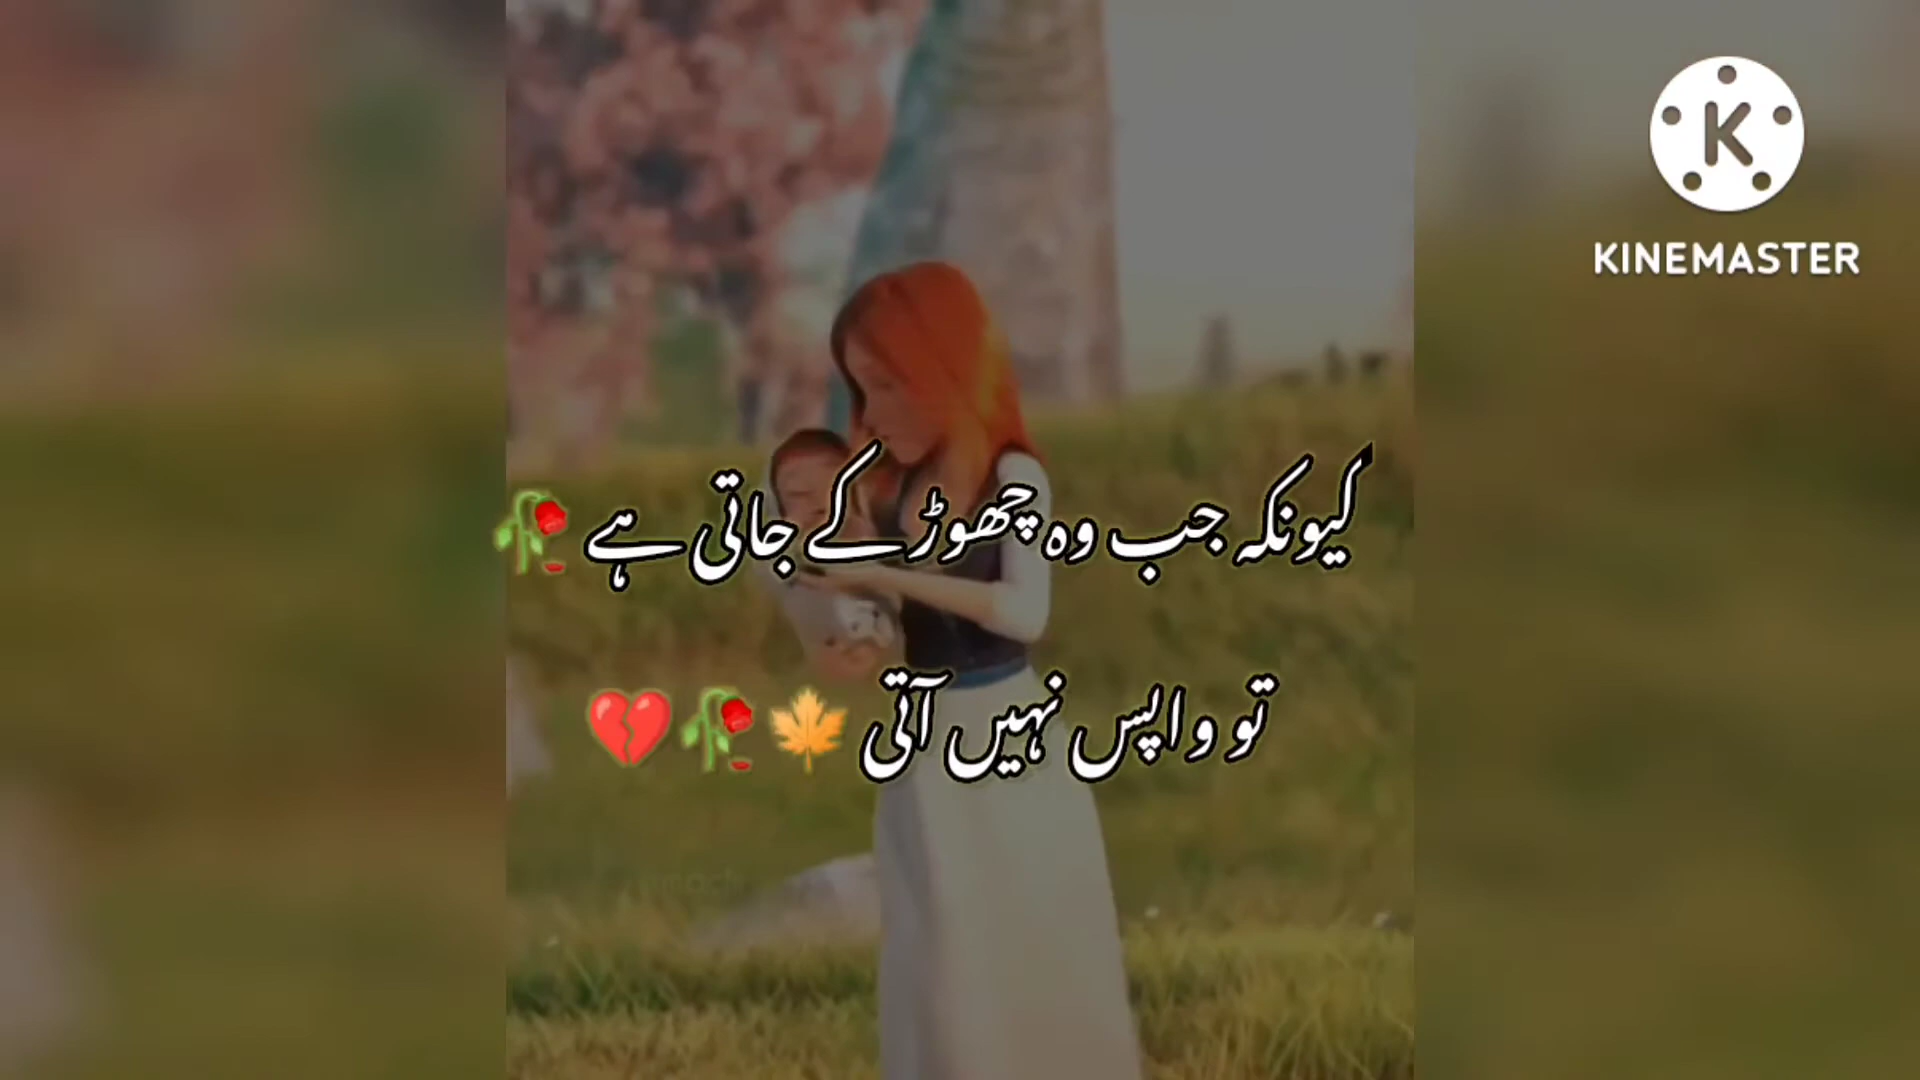 کیونکہ جب وہ چھوڑ کے جاتی ہے 🥀
تو واپس نہیں آتی 🍁🥀💔
K
KINEMASTER